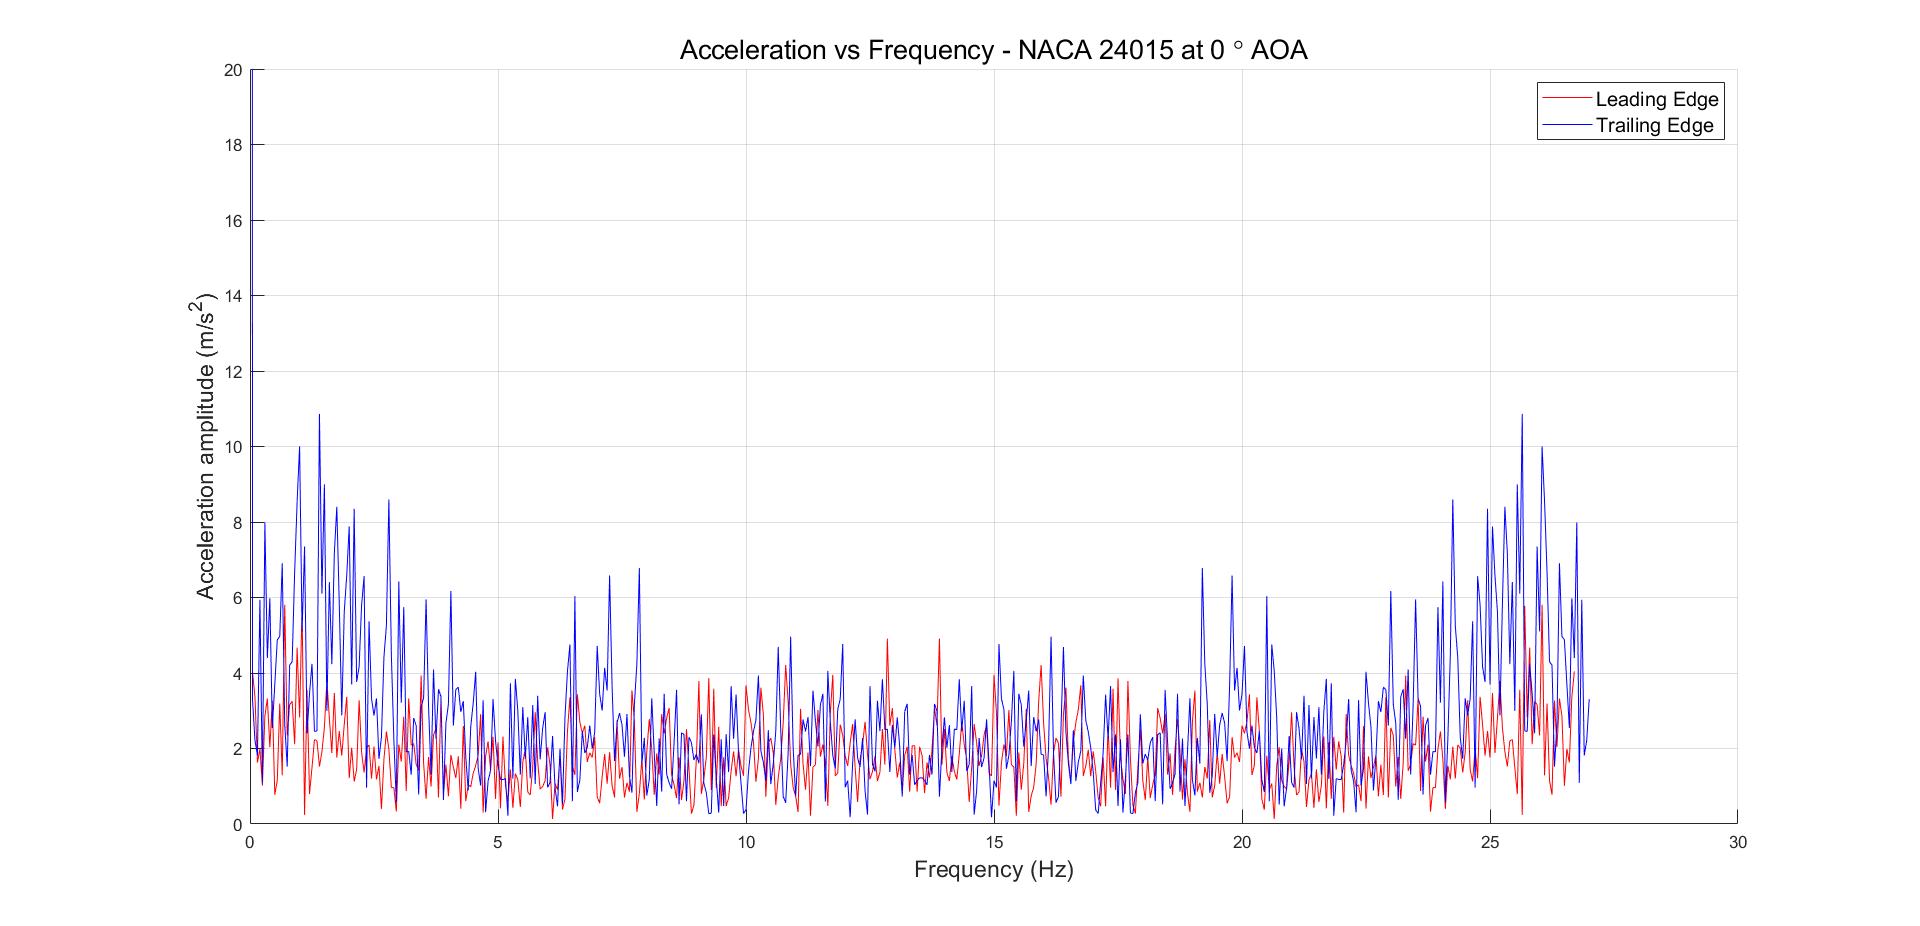 Acceleration vs Frequency - NACA 24015 at 0 ° AOA
Leading Edge
Trailing Edge
20
18
16
14
12
10
8
6
4
2
0
Acceleration amplitude (m/s²)
0 5 10 15 20 25 30
Frequency (Hz)